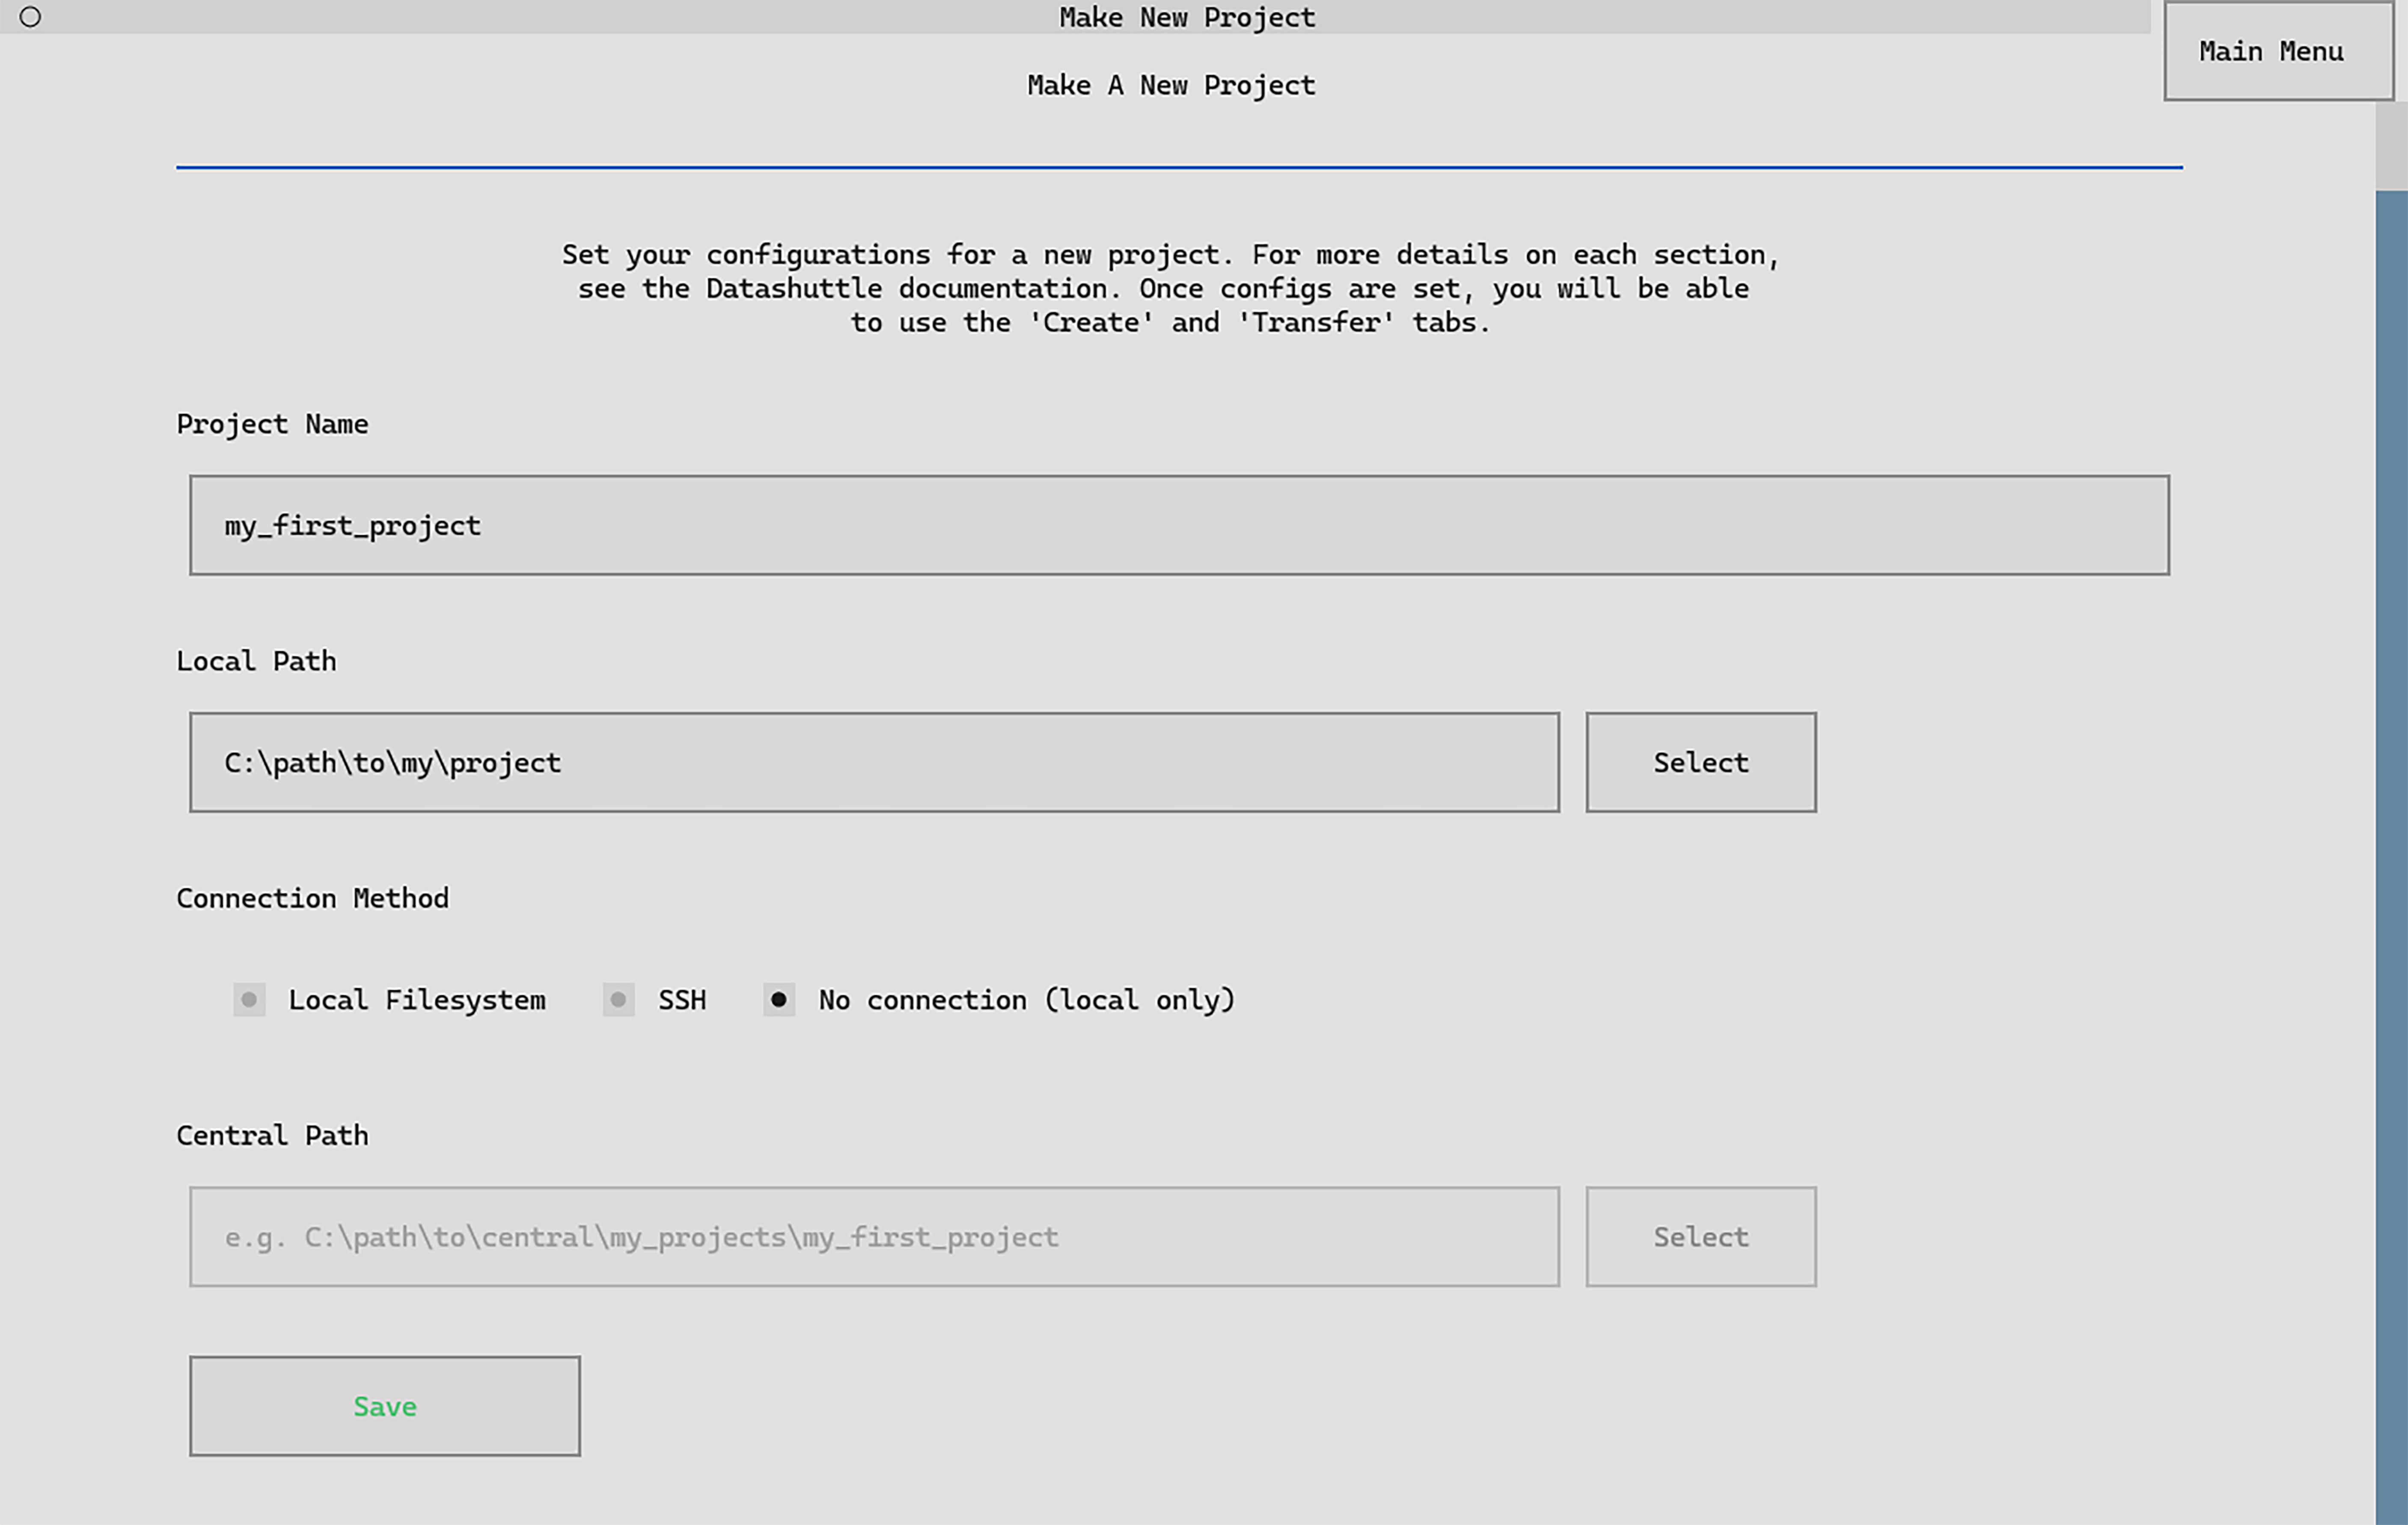 Make New Project
Main Menu
Make A New Project
Set your configurations for a new project. For more details on each section,
see the Datashuttle documentation. Once configs are set, you will be able
to use the 'Create' and 'Transfer' tabs.
Project Name
my_first_project
Local Path
C:\path\to\my\project
Select
Connection Method
Local Filesystem SSH No connection (local only)
Central Path
e.g. C:\path\to\central\my_projects\my_first_project
Select
Save